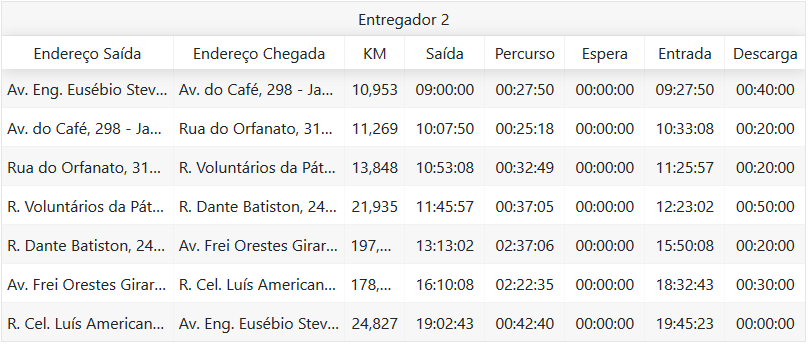 Entregador 2
Endereço Saída Endereço Chegada KM Saída Percurso Espera Entrada Descarga
Av. Eng. Eusébio Stev... Av. do Café, 298 - Ja... 10,953 09:00:00 00:27:50 00:00:00 09:27:50 00:40:00
Av. do Café, 298 - Ja... Rua do Orfanato, 31... 11,269 10:07:50 00:25:18 00:00:00 10:33:08 00:20:00
Rua do Orfanato, 31... R. Voluntários da Pát... 13,848 10:53:08 00:32:49 00:00:00 11:25:57 00:20:00
R. Voluntários da Pát... R. Dante Batiston, 24... 21,935 11:45:57 00:37:05 00:00:00 12:23:02 00:50:00
R. Dante Batiston, 24... Av. Frei Orestes Girar... 197,... 13:13:02 02:37:06 00:00:00 15:50:08 00:20:00
Av. Frei Orestes Girar... R. Cel. Luís American... 178,... 16:10:08 02:22:35 00:00:00 18:32:43 00:30:00
R. Cel. Luís American... Av. Eng. Eusébio Stev... 24,827 19:02:43 00:42:40 00:00:00 19:45:23 00:00:00